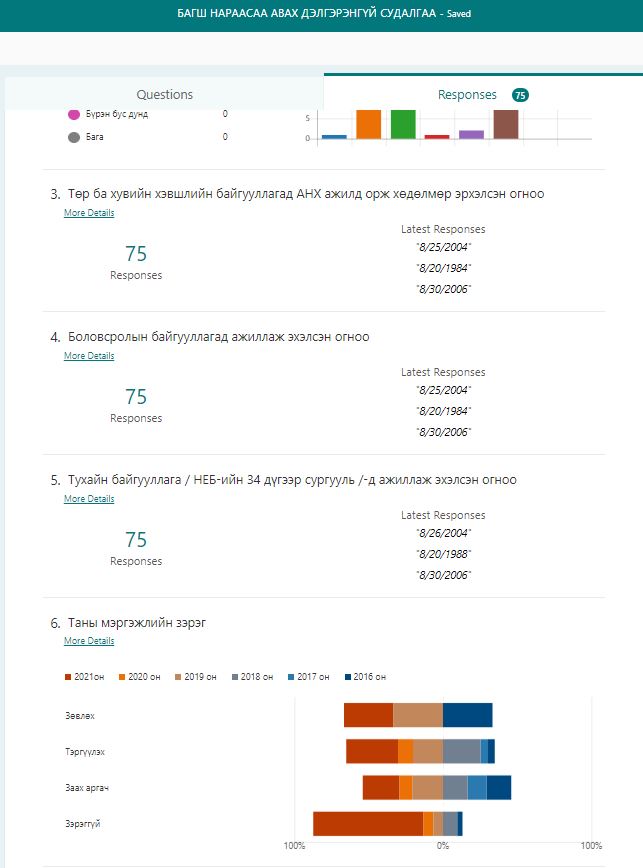 БАГШ НАРААСАА АВАХ ДЭЛГЭРЭНГҮЙ СУДАЛГАА - Saved
Questions
Responses 75
Бүрэн бус дунд 0
Бага 0
5
0
3. Төр ба хувийн хэвшлийн байгууллагад АНХ ажилд орж хөдөлмөр эрхэлсэн огноо
More Details
75
Responses
Latest Responses
"8/25/2004"
"8/20/1984"
"8/30/2006"
4. Боловсролын байгууллагад ажиллаж эхэлсэн огноо
More Details
75
Responses
Latest Responses
"8/25/2004"
"8/20/1984"
"8/30/2006"
5. Тухайн байгууллага / НЕБ-ийн 34 дүгээр сургууль /-д ажиллаж эхэлсэн огноо
More Details
75
Responses
Latest Responses
"8/26/2004"
"8/20/1988"
"8/30/2006"
6. Таны мэргэжлийн зэрэг
More Details
2021он 2020 он 2019 он 2018 он 2017 он 2016 он
Зөвлөх
Тэргүүлэх
Заах аргач
Зэрэггүй
100% 0% 100%